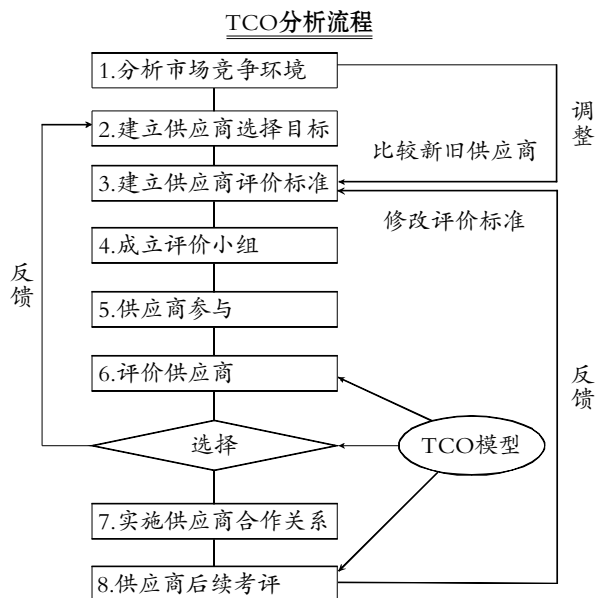 TCO分析流程
1.分析市场竞争环境
2.建立供应商选择目标
调整
比较新旧供应商
3.建立供应商评价标准
修改评价标准
4.成立评价小组
反馈
5.供应商参与
6.评价供应商
反馈
选择
TCO模型
7.实施供应商合作关系
8.供应商后续考评